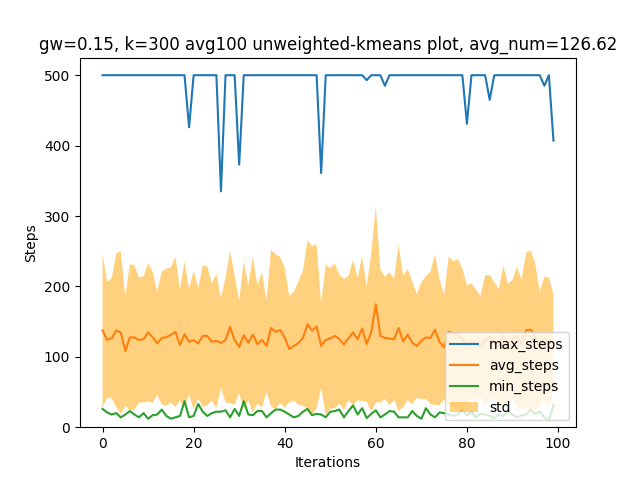 gw=0.15, k=300 avg100 unweighted-kmeans plot, avg_num=126.62
500
400
300
200
100
0
Steps
max_steps
avg_steps
min_steps
std
0
20
40
60
80
100
Iterations